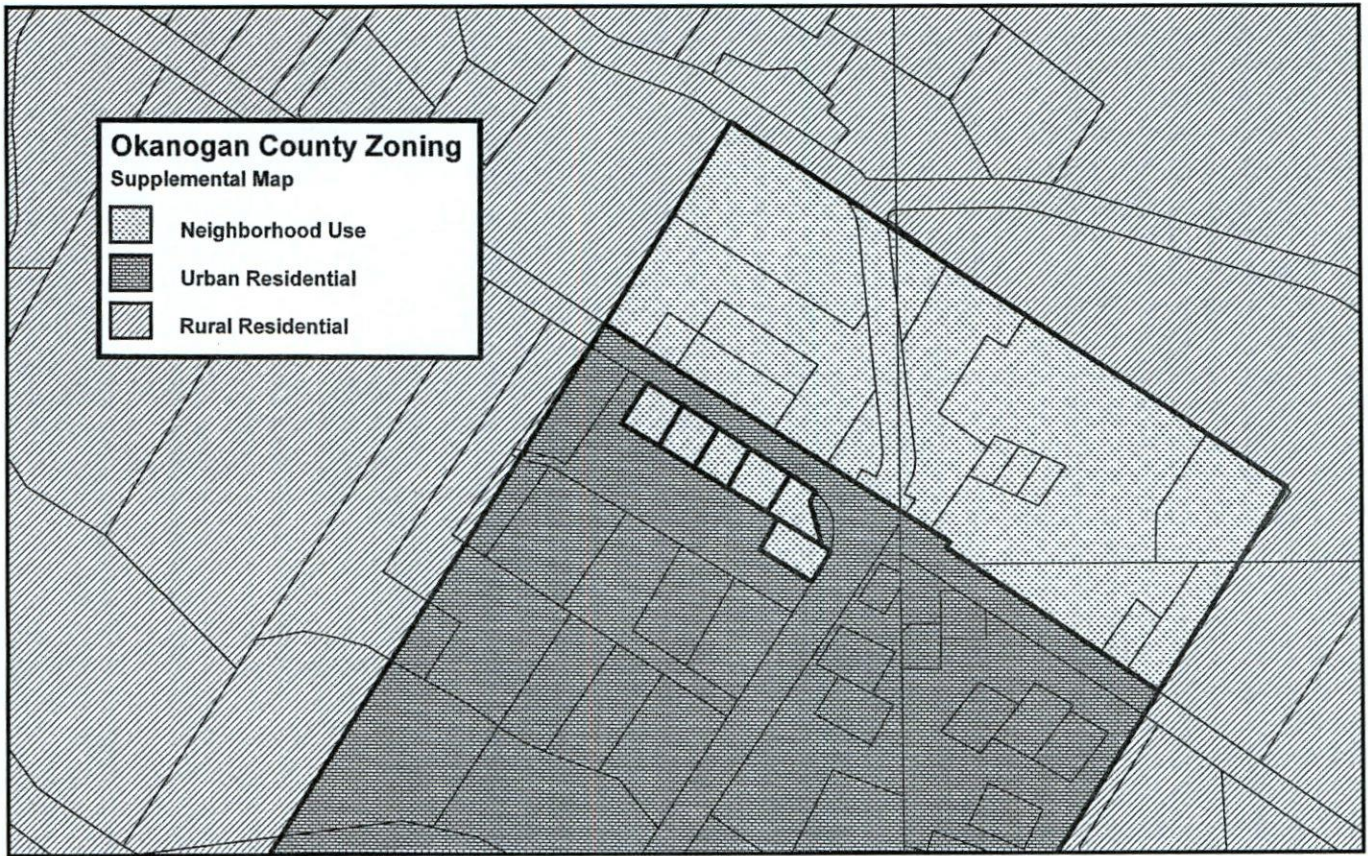 Okanogan County Zoning
Supplemental Map
Neighborhood Use
Urban Residential
Rural Residential